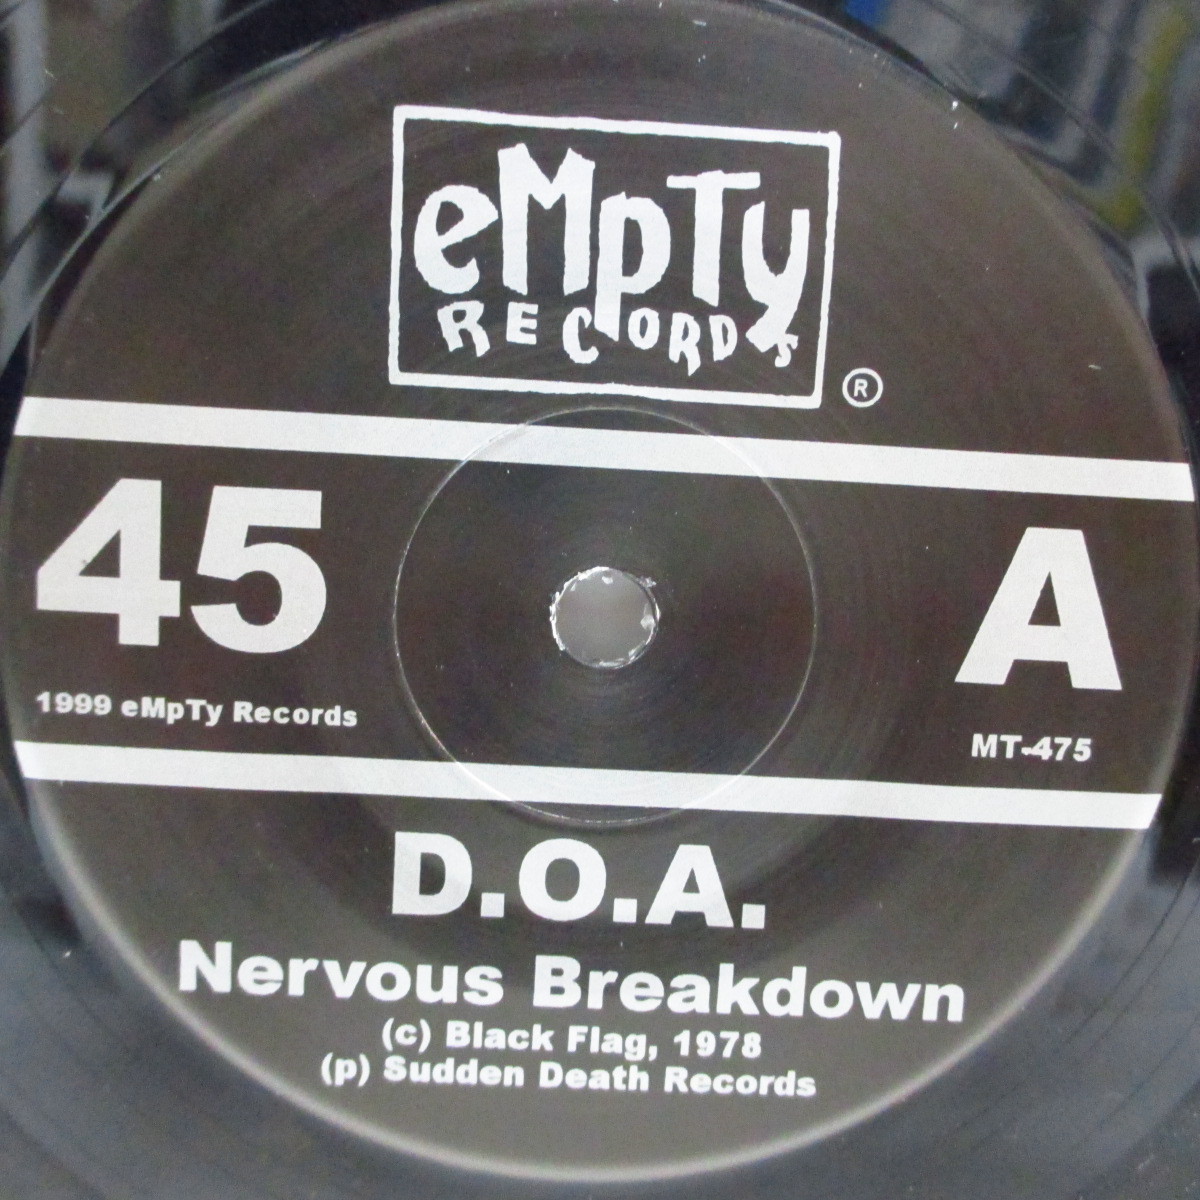 eMpTy
RECORDS
®
45
A
1999 eMpTy Records
MT-475
D.O.A.
Nervous Breakdown
(c) Black Flag, 1978
(p) Sudden Death Records